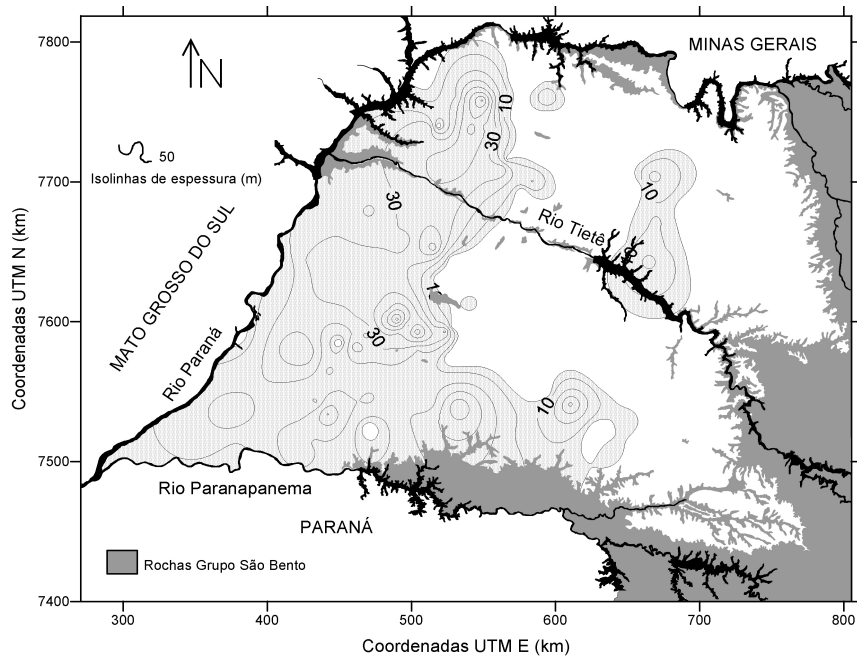 7800
7700
7600
7500
7400
300
400
500
600
700
800
Coordenadas UTM N (km)
Coordenadas UTM E (km)
N
50
Isolinhas de espessura (m)
MINAS GERAIS
MATO GROSSO DO SUL
Rio Paraná
Rio Tietê
Rio Paranapanema
PARANÁ
Rochas Grupo São Bento
10
30
30
10
30
10